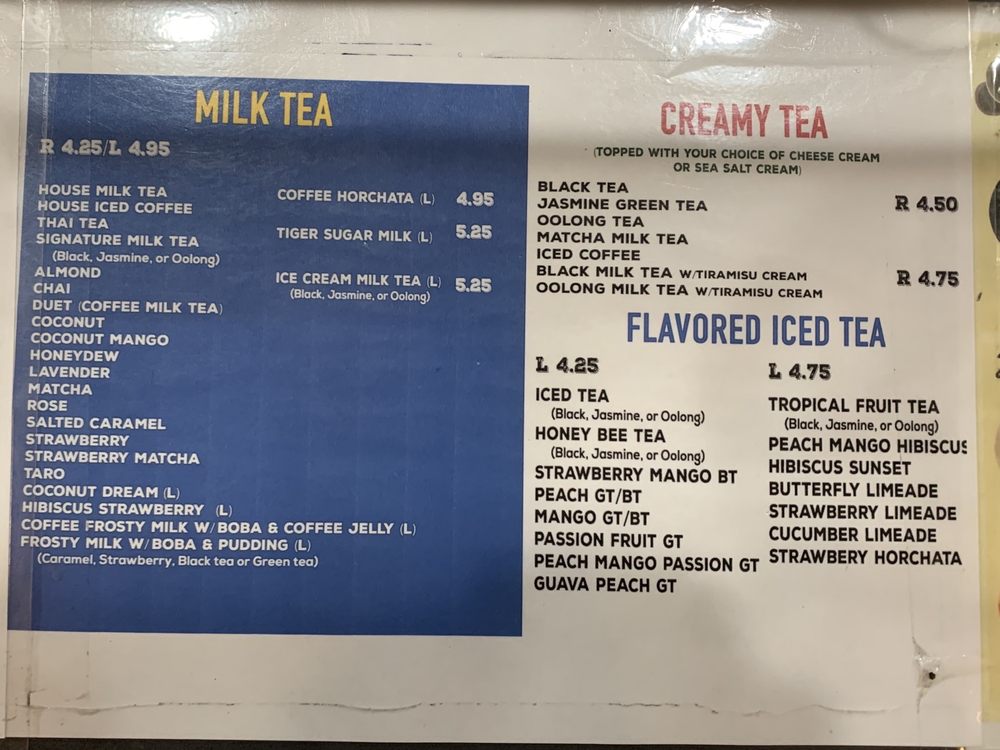 MILK TEA
R 4.25/L 4.95
HOUSE MILK TEA
HOUSE ICED COFFEE
THAI TEA
SIGNATURE MILK TEA
(Black, Jasmine, or Oolong)
ALMOND
CHAI
DUET (COFFEE MILK TEA)
COCONUT
COCONUT MANGO
HONEYDEW
LAVENDER
MATCHA
ROSE
SALTED CARAMEL
STRAWBERRY
STRAWBERRY MATCHA
TARO
COCONUT DREAM (L)
HIBISCUS STRAWBERRY (L)
COFFEE FROSTY MILK W/BOBA & COFFEE JELLY (L)
FROSTY MILK W/BOBA & PUDDING (L)
(Caramel, Strawberry, Black tea or Green tea)
COFFEE HORCHATA (L) 4.95
TIGER SUGAR MILK (L) 5.25
ICE CREAM MILK TEA (L) 5.25
(Black, Jasmine, or Oolong)
CREAMY TEA
(TOPPED WITH YOUR CHOICE OF CHEESE CREAM
OR SEA SALT CREAM)
BLACK TEA
JASMINE GREEN TEA R 4.50
OOLONG TEA
MATCHA MILK TEA
ICED COFFEE
BLACK MILK TEA W/TIRAMISU CREAM R 4.75
OOLONG MILK TEA W/TIRAMISU CREAM
FLAVORED ICED TEA
L 4.25
ICED TEA
(Black, Jasmine, or Oolong)
HONEY BEE TEA
(Black, Jasmine, or Oolong)
STRAWBERRY MANGO BT
PEACH GT/BT
MANGO GT/BT
PASSION FRUIT GT
PEACH MANGO PASSION GT
GUAVA PEACH GT
L 4.75
TROPICAL FRUIT TEA
(Black, Jasmine, or Oolong)
PEACH MANGO HIBISCUS
HIBISCUS SUNSET
BUTTERFLY LIMEADE
STRAWBERRY LIMEADE
CUCUMBER LIMEADE
STRAWBERY HORCHATA